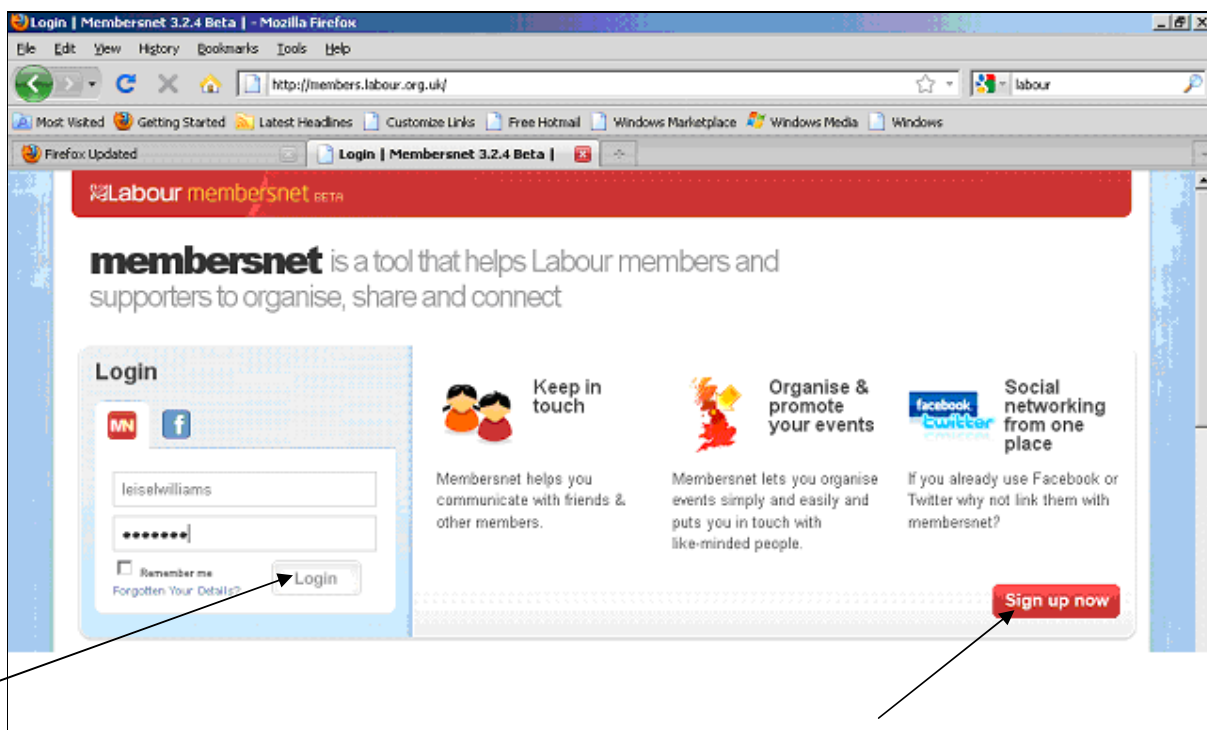 Login | Membersnet 3.2.4 Beta | - Mozilla Firefox
File Edit View History Bookmarks Tools Help
http://members.labour.org.uk/
labour
Most Visited Getting Started Latest Headlines Customize Links Free Hotmail Windows Marketplace Windows Media Windows
Firefox Updated
Login | Membersnet 3.2.4 Beta |
Labour membersnet BETA
membersnet is a tool that helps Labour members and
supporters to organise, share and connect
Login
MN f
leiselwilliams
•••••••
Remember me
Forgotten Your Details?
Login
Keep in
touch
Membersnet helps you
communicate with friends &
other members.
Organise &
promote
your events
Membersnet lets you organise
events simply and easily and
puts you in touch with
like-minded people.
facebook
twitter
Social
networking
from one
place
If you already use Facebook or
Twitter why not link them with
membersnet?
Sign up now